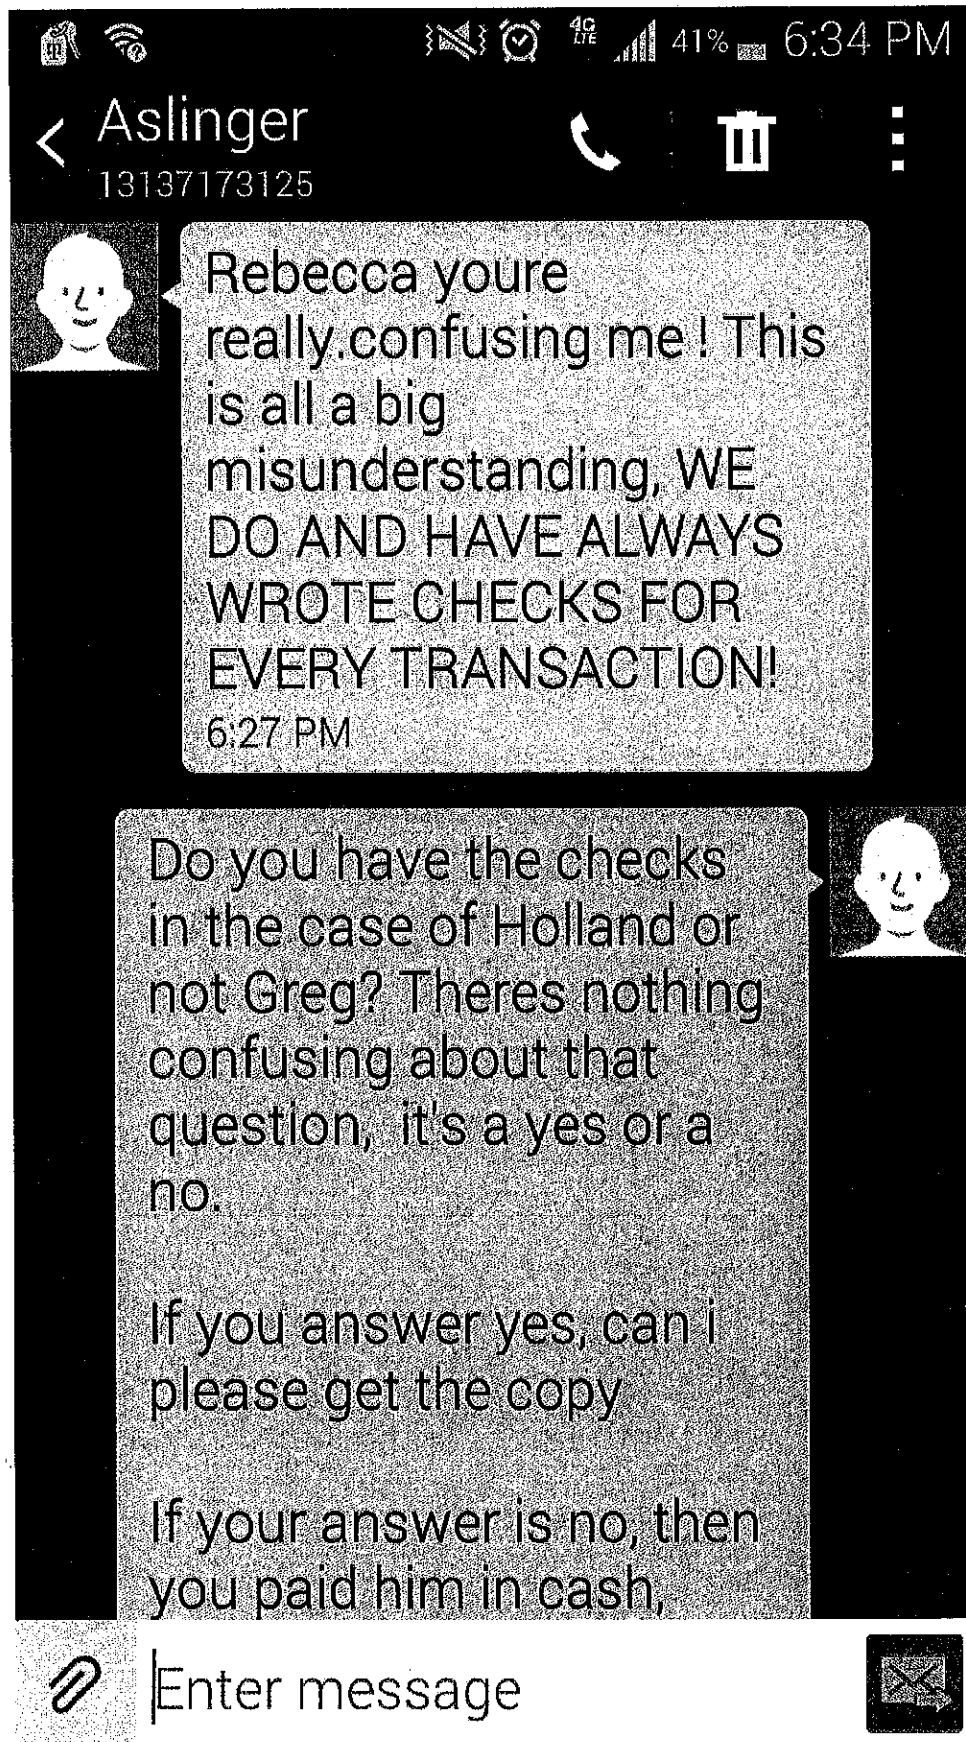 4G
LTE
41%
6:34 PM
Aslinger
13137173125
Rebecca youre
really.confusing me ! This
is all a big
misunderstanding, WE
DO AND HAVE ALWAYS
WROTE CHECKS FOR
EVERY TRANSACTION!
6:27 PM
Do you have the checks
in the case of Holland or
not Greg? Theres nothing
confusing about that
question,  it's a yes or a
no.
If you answer yes, can i
please get the copy
If your answer is no, then
you paid him in cash,
Enter message